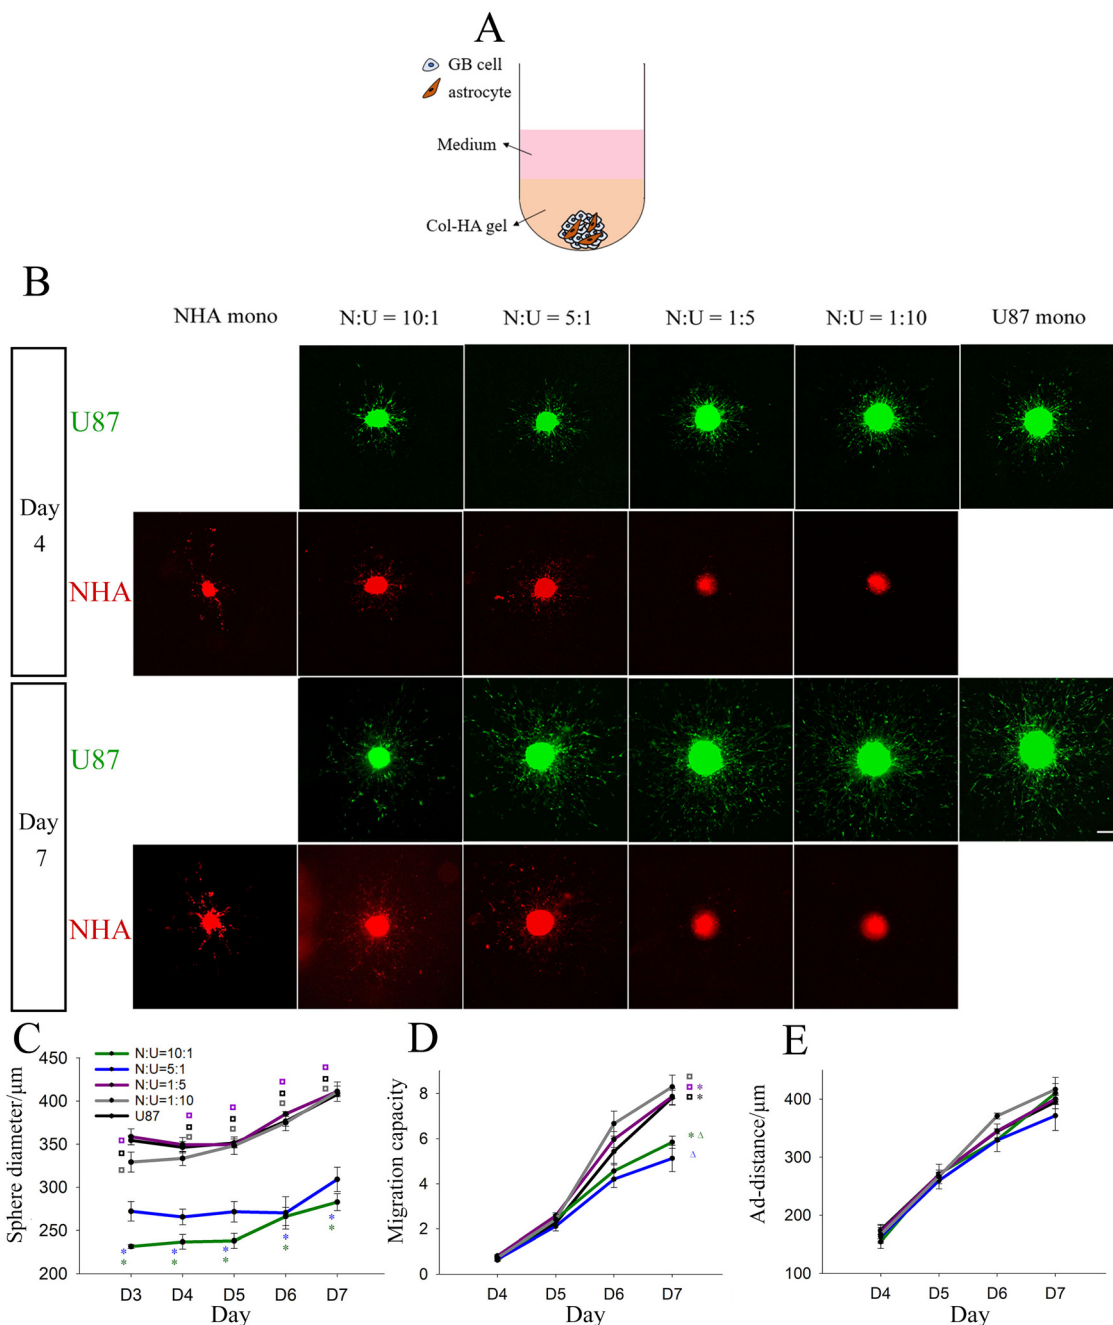 A
GB cell
astrocyte
Medium
Col-HA gel
B
NHA mono
N:U = 10:1
N:U = 5:1
N:U = 1:5
N:U = 1:10
U87 mono
Day
4
U87
NHA
Day
7
U87
NHA
C
N:U=10:1
N:U=5:1
N:U=1:5
N:U=1:10
U87
Sphere diameter/μm
450
400
350
300
250
200
D3 D4 D5 D6 D7
Day
D
Migration capacity
8
6
4
2
0
* 
*
* Δ
Δ
D4 D5 D6 D7
Day
E
Ad-distance/μm
400
300
200
100
D4 D5 D6 D7
Day